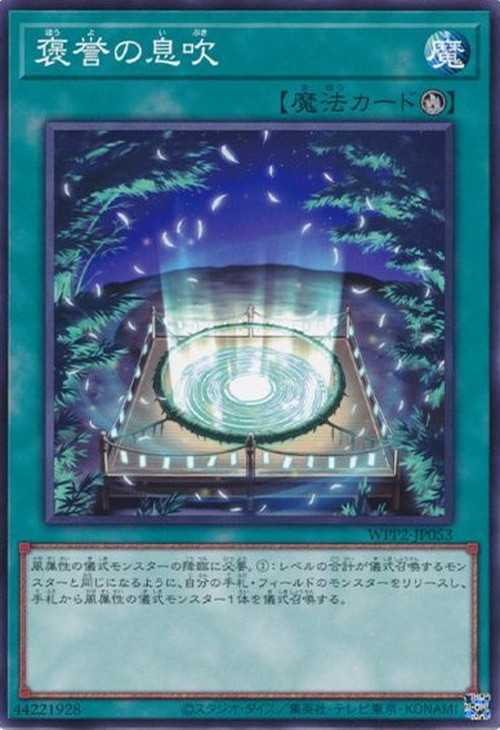 褒誉の息吹
魔
【魔法カード】
WPP2-JP053
風属性の儀式モンスターの降臨に必要。①:レベルの合計が儀式召喚するモン
スターと同じになるように、自分の手札・フィールドのモンスターをリリースし、
手札から風属性の儀式モンスター1体を儀式召喚する。
44221928
©スタジオ・ダイス/集英社・テレビ東京・KONAMI